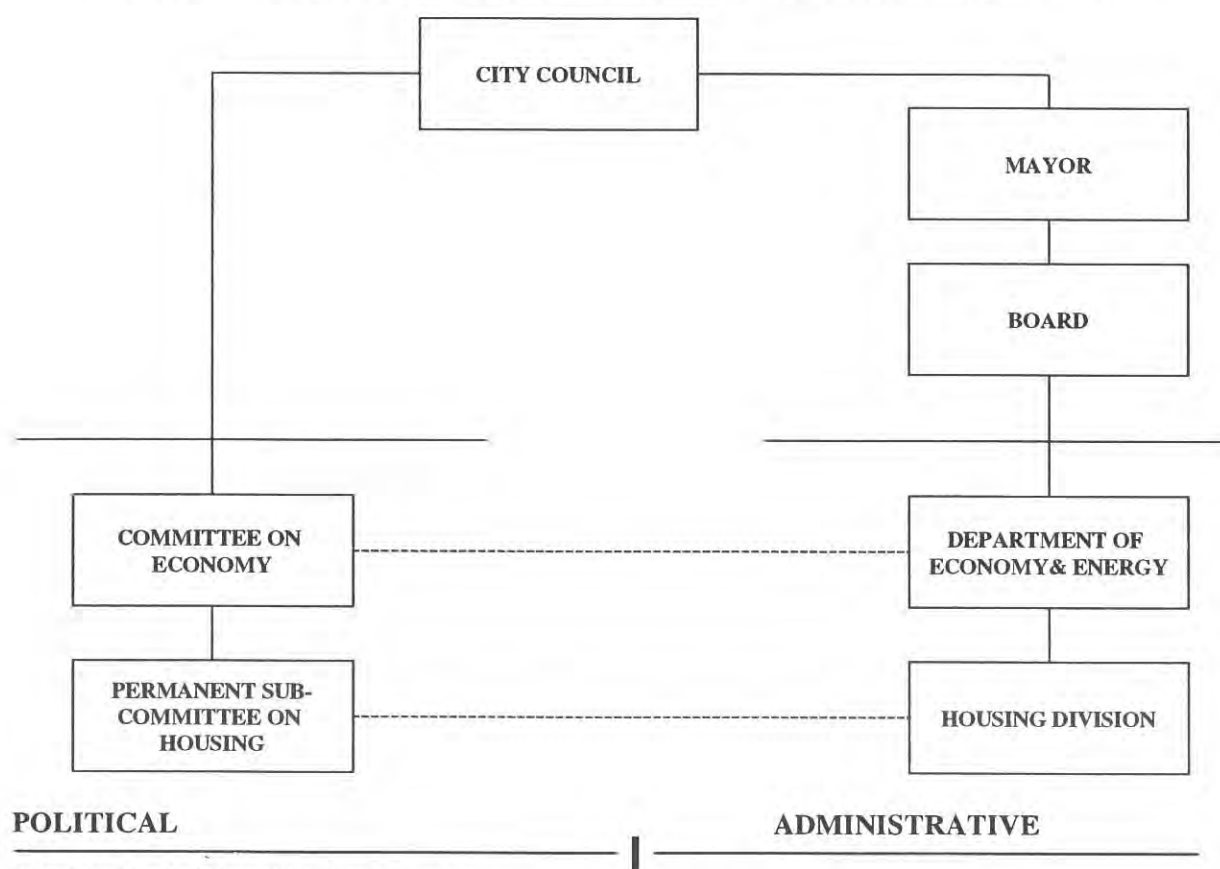 CITY COUNCIL
MAYOR
BOARD
COMMITTEE ON
ECONOMY
DEPARTMENT OF
ECONOMY& ENERGY
PERMANENT SUB-
COMMITTEE ON
HOUSING
HOUSING DIVISION
POLITICAL
ADMINISTRATIVE